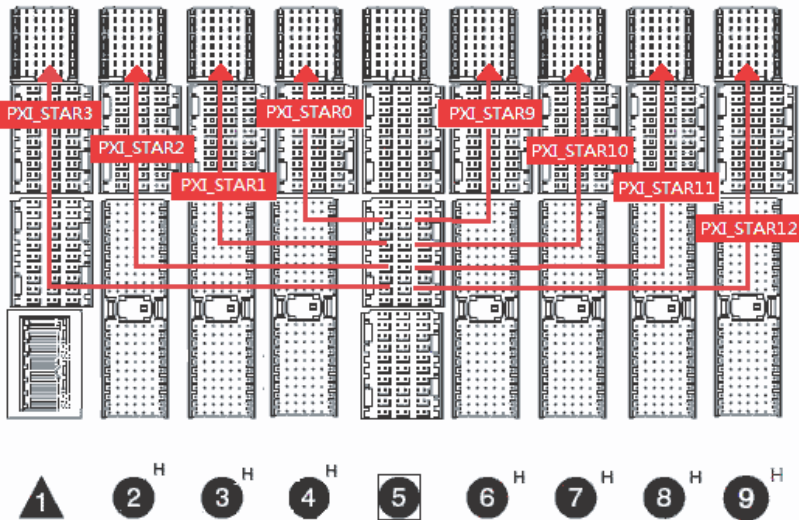 PXI_STAR3
PXI_STAR2
PXI_STAR1
PXI_STAR0
PXI_STAR9
PXI_STAR10
PXI_STAR11
PXI_STAR12
1 2 H 3 H 4 H 5 6 H 7 H 8 H 9 H